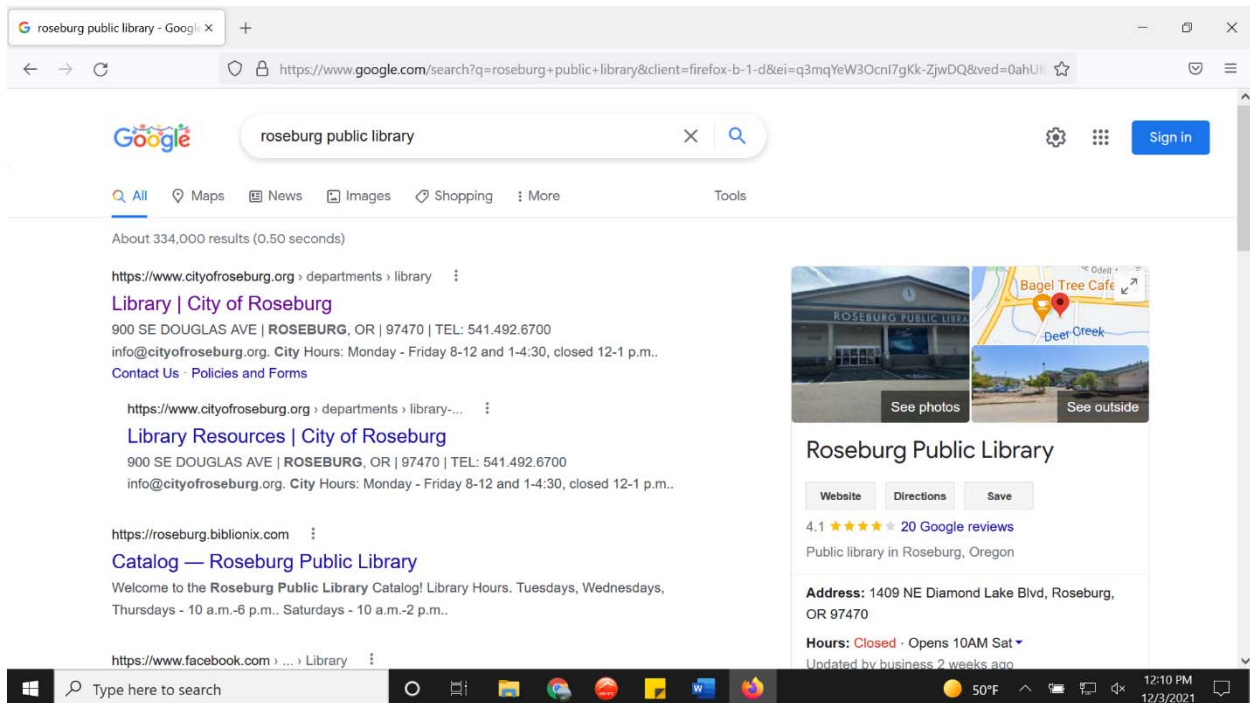 roseburg public library - Google
https://www.google.com/search?q=roseburg+public+library&client=firefox-b-1-d&ei=q3mqYeW3OcnI7gKk-ZjwDQ&ved=0ahUK
Google
roseburg public library
Sign in
All Maps News Images Shopping More Tools
About 334,000 results (0.50 seconds)
https://www.cityofroseburg.org › departments › library
Library | City of Roseburg
900 SE DOUGLAS AVE | ROSEBURG, OR | 97470 | TEL: 541.492.6700
info@cityofroseburg.org. City Hours: Monday - Friday 8-12 and 1-4:30, closed 12-1 p.m..
Contact Us · Policies and Forms
https://www.cityofroseburg.org › departments › library-...
Library Resources | City of Roseburg
900 SE DOUGLAS AVE | ROSEBURG, OR | 97470 | TEL: 541.492.6700
info@cityofroseburg.org. City Hours: Monday - Friday 8-12 and 1-4:30, closed 12-1 p.m..
https://roseburg.biblionix.com
Catalog — Roseburg Public Library
Welcome to the Roseburg Public Library Catalog! Library Hours. Tuesdays, Wednesdays,
Thursdays - 10 a.m.-6 p.m.. Saturdays - 10 a.m.-2 p.m..
https://www.facebook.com › ... › Library
ROSEBURG PUBLIC LIBRA
See photos
Bagel Tree Cafe
Deer Creek
See outside
Roseburg Public Library
Website Directions Save
4.1 20 Google reviews
Public library in Roseburg, Oregon
Address: 1409 NE Diamond Lake Blvd, Roseburg,
OR 97470
Hours: Closed · Opens 10AM Sat
Updated by business 2 weeks ago
Type here to search
50°F
12:10 PM
12/3/2021